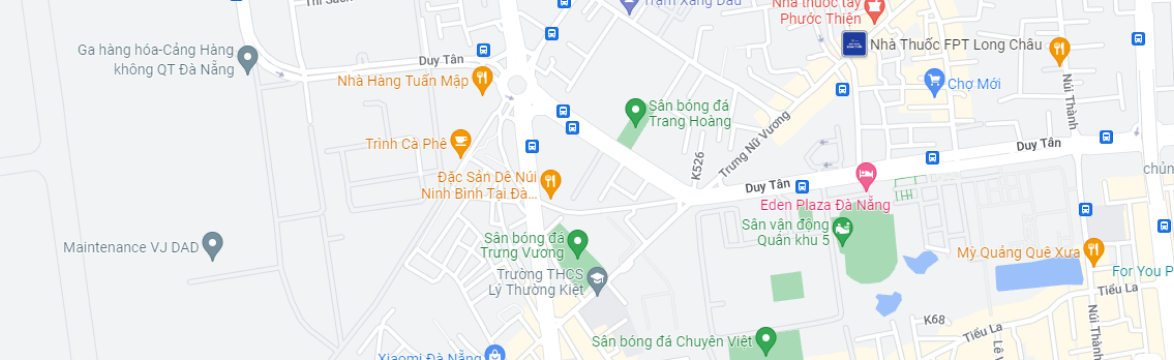 Thi Sách
Trạm Xăng Dầu
Nhà thuốc tây
Phước Thiện
Ga hàng hóa-Cảng Hàng
không QT Đà Nẵng
Duy Tân
Nhà Hàng Tuấn Mập
Nhà Thuốc FPT Long Châu
Chợ Mới
Núi Thành
Sân bóng đá
Trang Hoàng
Trưng Nữ Vương
Trình Cà Phê
K526
Duy Tân
chún
Đặc Sản Dê Núi
Ninh Bình Tại Đà...
Duy Tân
Eden Plaza Đà Nẵng
Sân vận động
Quân khu 5
Sân bóng đá
Trưng Vương
Maintenance VJ DAD
Mỳ Quảng Quê Xưa
Trường THCS
Lý Thường Kiệt
For You P
Tiểu La
Núi Thành
K68
Tiểu La
Lê V
Sân bóng đá Chuyên Việt
Xiaomi Đà Nẵng